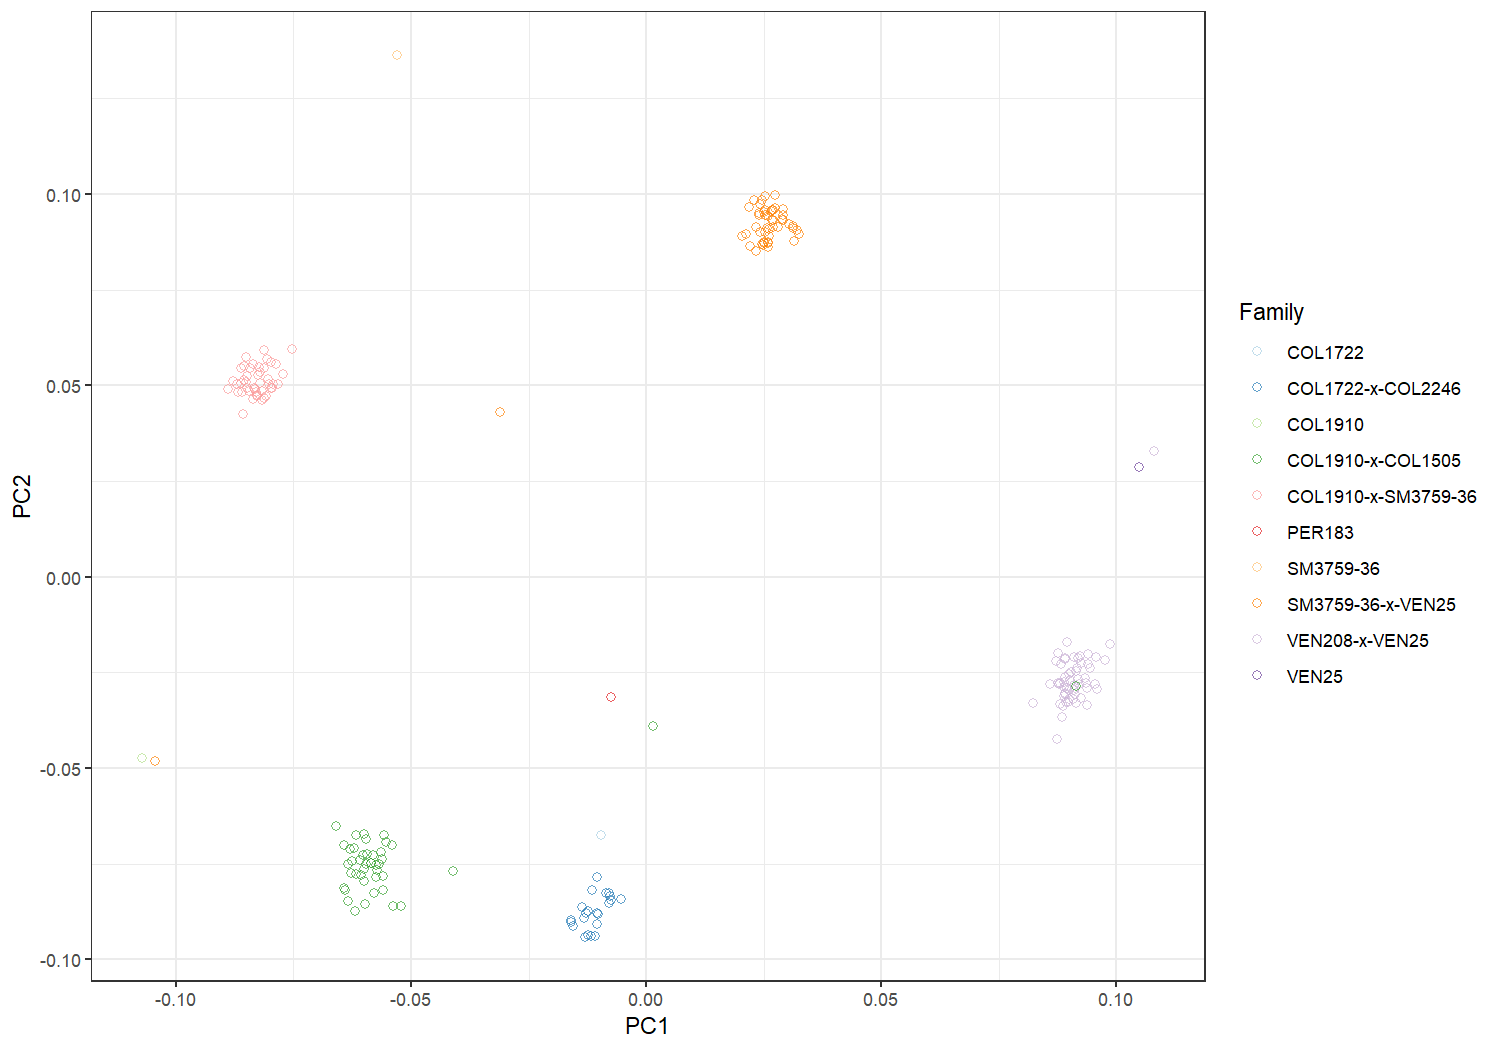 0.10
0.05
0.00
-0.05
-0.10
PC2
-0.10
-0.05
0.00
0.05
0.10
PC1
Family
COL1722
COL1722-x-COL2246
COL1910
COL1910-x-COL1505
COL1910-x-SM3759-36
PER183
SM3759-36
SM3759-36-x-VEN25
VEN208-x-VEN25
VEN25